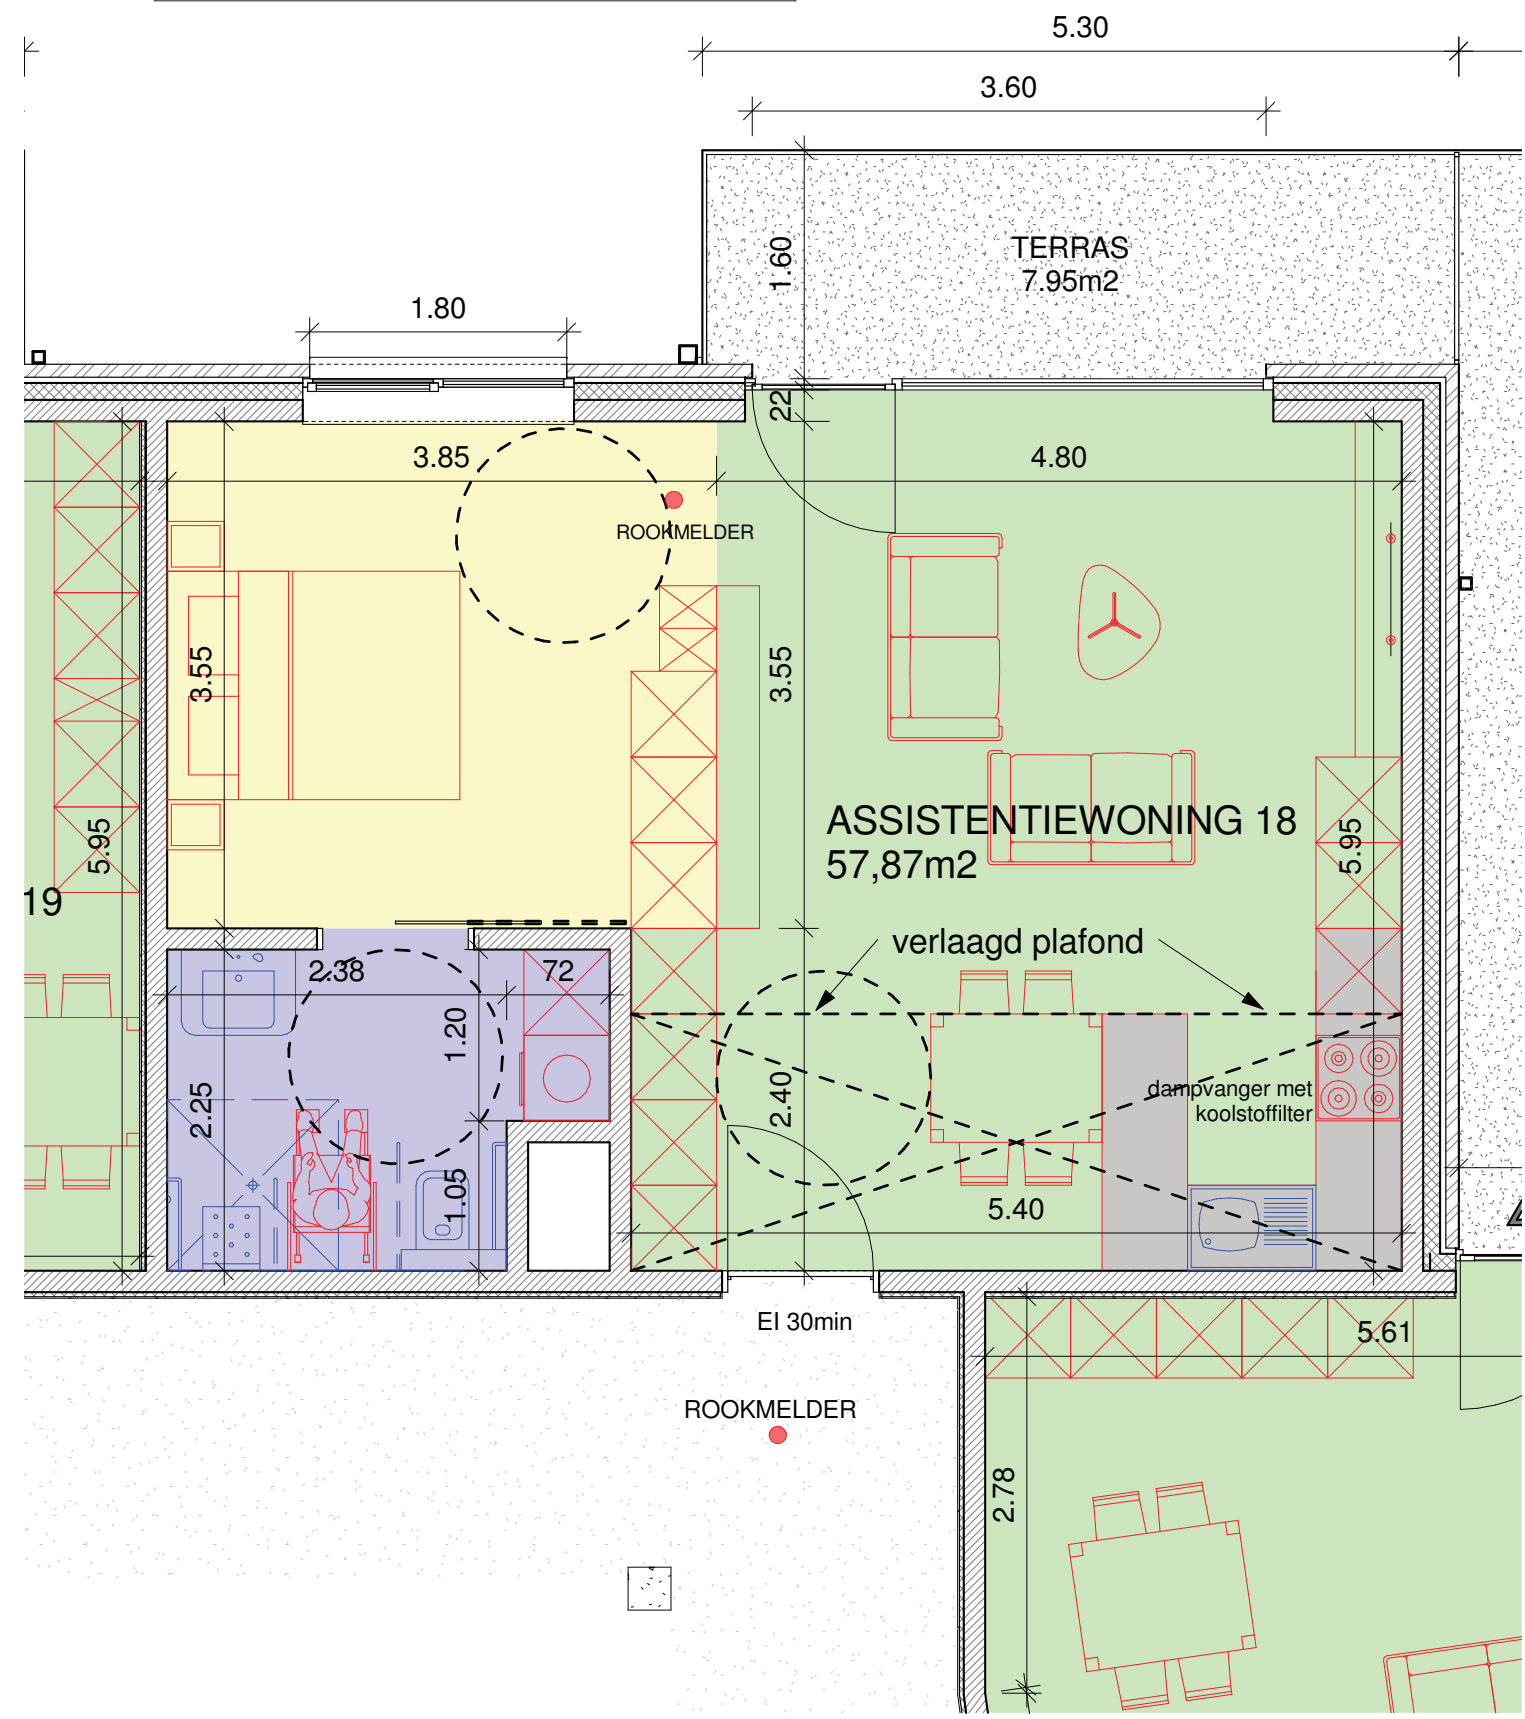 5.30
3.60
TERRAS
7.95m2
1.60
1.80
22
3.85
4.80
ROOKMELDER
3.55
3.55
ASSISTENTIEWONING 18
57,87m2
5.95
5.95
19
verlaagd plafond
2.38
72
1.20
2.25
2.40
dampvanger met
koolstoffilter
1.05
5.40
EI 30min
5.61
ROOKMELDER
2.78